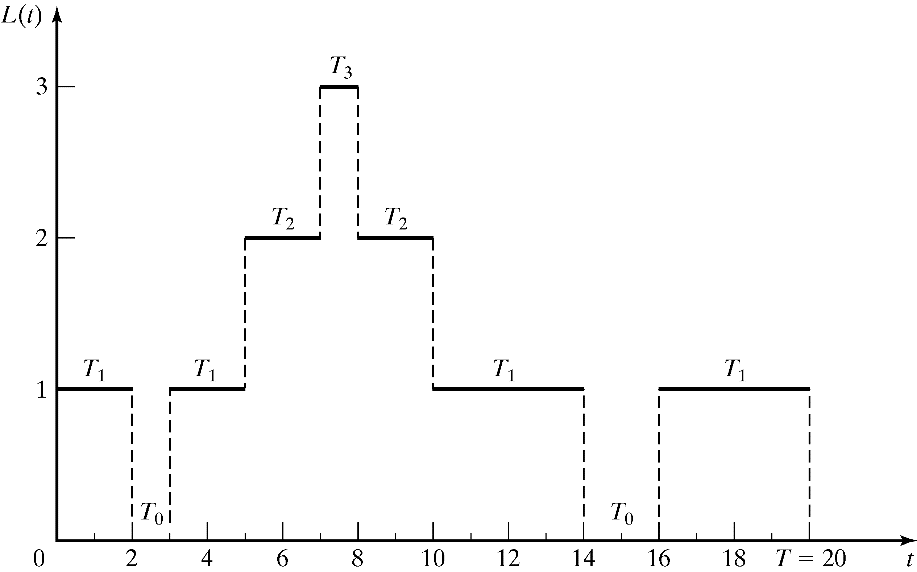 L(t)
T₃
3
T₂ T₂
2
T₁ T₁ T₁ T₁
1
T₀ T₀
0 2 4 6 8 10 12 14 16 18 T = 20 t